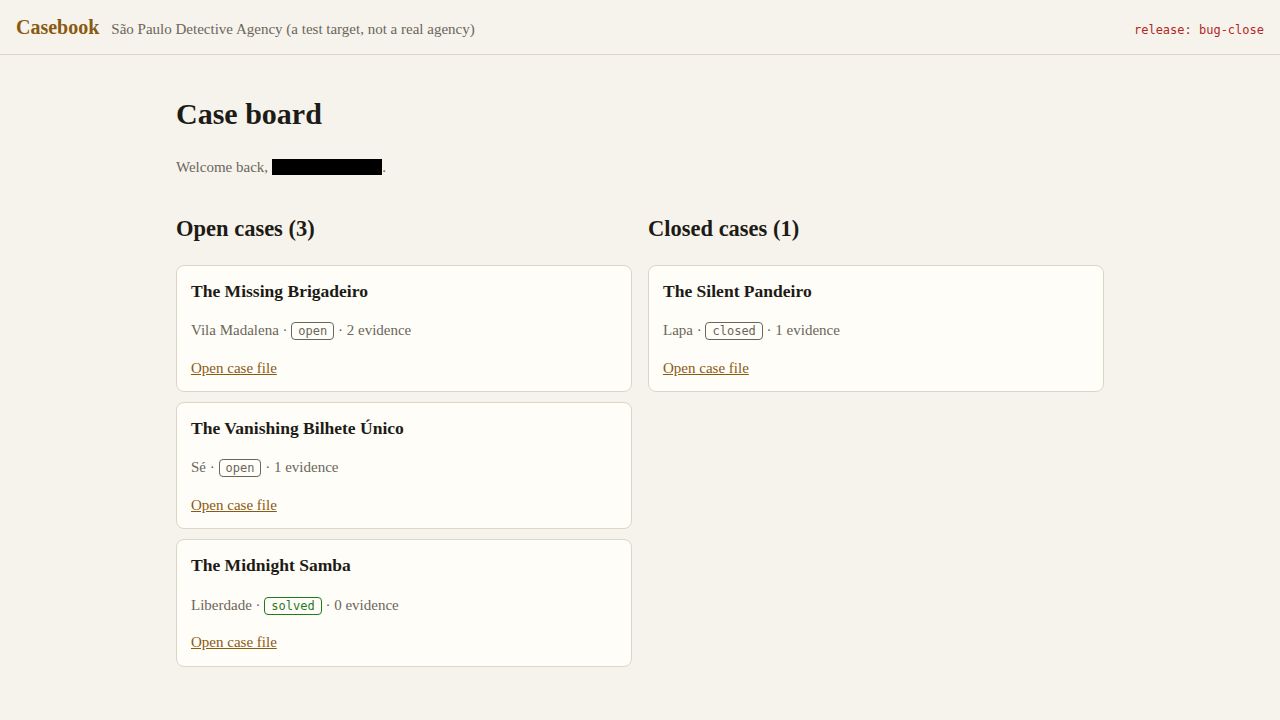 Casebook São Paulo Detective Agency (a test target, not a real agency) release: bug-close
Case board
Welcome back, .
Open cases (3)
The Missing Brigadeiro
Vila Madalena · open · 2 evidence
Open case file
The Vanishing Bilhete Único
Sé · open · 1 evidence
Open case file
The Midnight Samba
Liberdade · solved · 0 evidence
Open case file
Closed cases (1)
The Silent Pandeiro
Lapa · closed · 1 evidence
Open case file